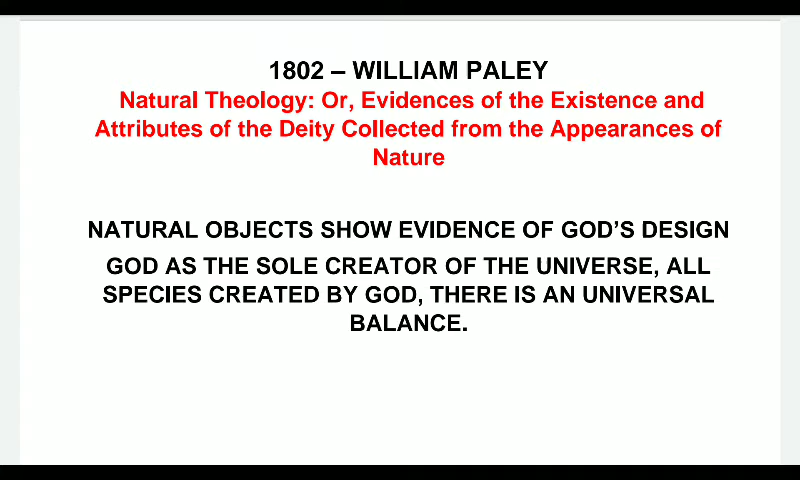 1802 – WILLIAM PALEY
Natural Theology: Or, Evidences of the Existence and
Attributes of the Deity Collected from the Appearances of
Nature
NATURAL OBJECTS SHOW EVIDENCE OF GOD’S DESIGN
GOD AS THE SOLE CREATOR OF THE UNIVERSE, ALL
SPECIES CREATED BY GOD, THERE IS AN UNIVERSAL
BALANCE.